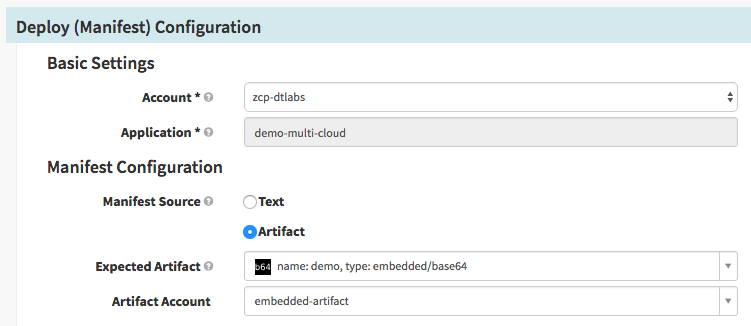 Deploy (Manifest) Configuration
Basic Settings
Account * zcp-dtlabs
Application * demo-multi-cloud
Manifest Configuration
Manifest Source Text
Artifact
Expected Artifact b64 name: demo, type: embedded/base64
Artifact Account embedded-artifact